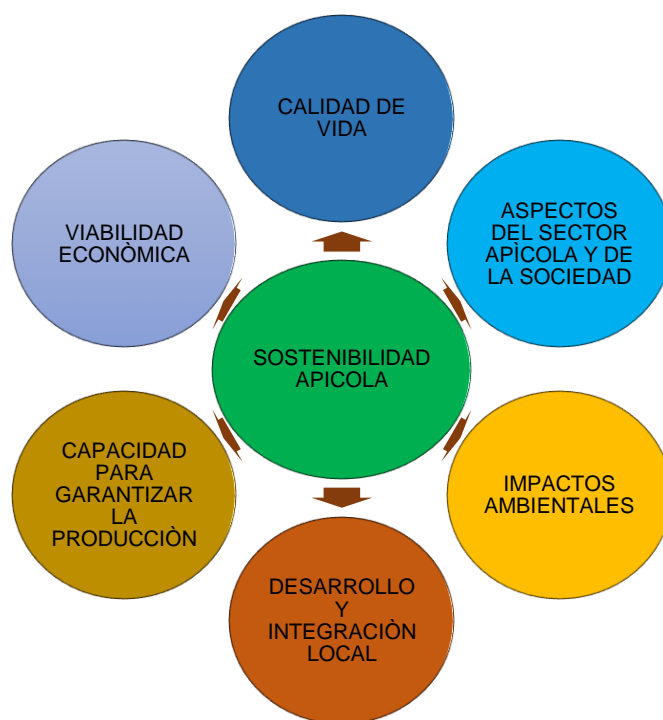 CALIDAD DE
VIDA
ASPECTOS
DEL SECTOR
APÌCOLA Y DE
LA SOCIEDAD
IMPACTOS
AMBIENTALES
DESARROLLO
Y
INTEGRACIÒN
LOCAL
CAPACIDAD
PARA
GARANTIZAR
LA
PRODUCCIÒN
VIABILIDAD
ECONÒMICA
SOSTENIBILIDAD
APICOLA